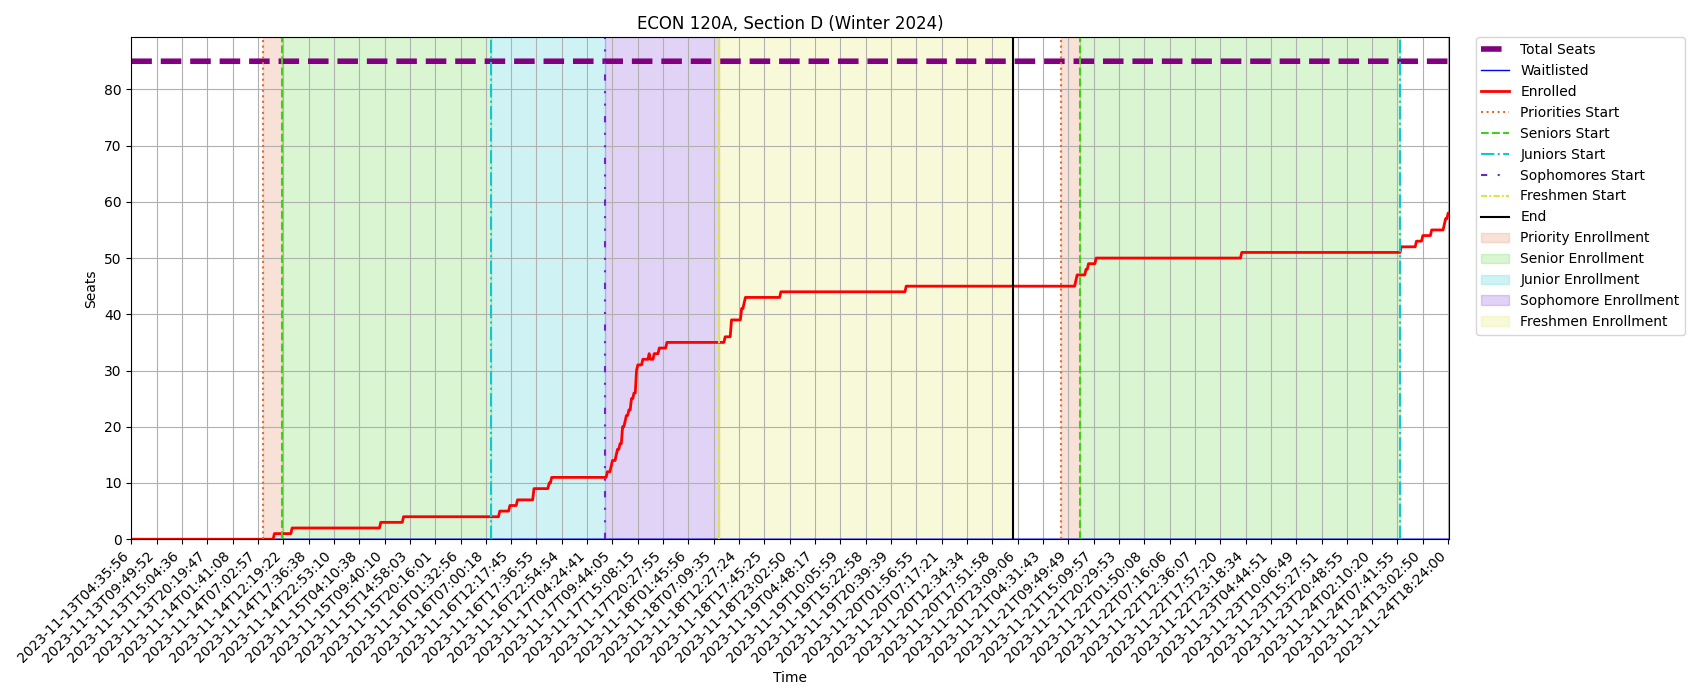 ECON 120A, Section D (Winter 2024)
Seats
80
70
60
50
40
30
20
10
0
2023-11-13T04:35:56
2023-11-13T09:49:52
2023-11-13T15:04:36
2023-11-13T20:19:47
2023-11-14T01:41:08
2023-11-14T07:02:57
2023-11-14T12:19:22
2023-11-14T17:36:38
2023-11-14T22:53:10
2023-11-15T04:10:38
2023-11-15T09:40:10
2023-11-15T14:58:03
2023-11-15T20:16:01
2023-11-16T01:32:56
2023-11-16T07:00:18
2023-11-16T12:17:45
2023-11-16T17:36:55
2023-11-16T22:54:54
2023-11-17T04:24:41
2023-11-17T09:44:05
2023-11-17T15:08:15
2023-11-17T20:27:55
2023-11-18T01:45:56
2023-11-18T07:09:35
2023-11-18T12:27:24
2023-11-18T17:45:25
2023-11-18T23:02:50
2023-11-19T04:48:17
2023-11-19T10:05:59
2023-11-19T15:22:58
2023-11-19T20:39:39
2023-11-20T01:56:55
2023-11-20T07:17:21
2023-11-20T12:34:34
2023-11-20T17:51:58
2023-11-20T23:09:06
2023-11-21T04:31:43
2023-11-21T09:49:49
2023-11-21T15:09:57
2023-11-21T20:29:53
2023-11-22T01:50:08
2023-11-22T07:16:06
2023-11-22T12:36:07
2023-11-22T17:57:20
2023-11-22T23:18:34
2023-11-23T04:44:51
2023-11-23T10:06:49
2023-11-23T15:27:51
2023-11-23T20:48:55
2023-11-24T02:10:20
2023-11-24T07:41:55
2023-11-24T13:02:50
2023-11-24T18:24:00
Time
Total Seats
Waitlisted
Enrolled
Priorities Start
Seniors Start
Juniors Start
Sophomores Start
Freshmen Start
End
Priority Enrollment
Senior Enrollment
Junior Enrollment
Sophomore Enrollment
Freshmen Enrollment